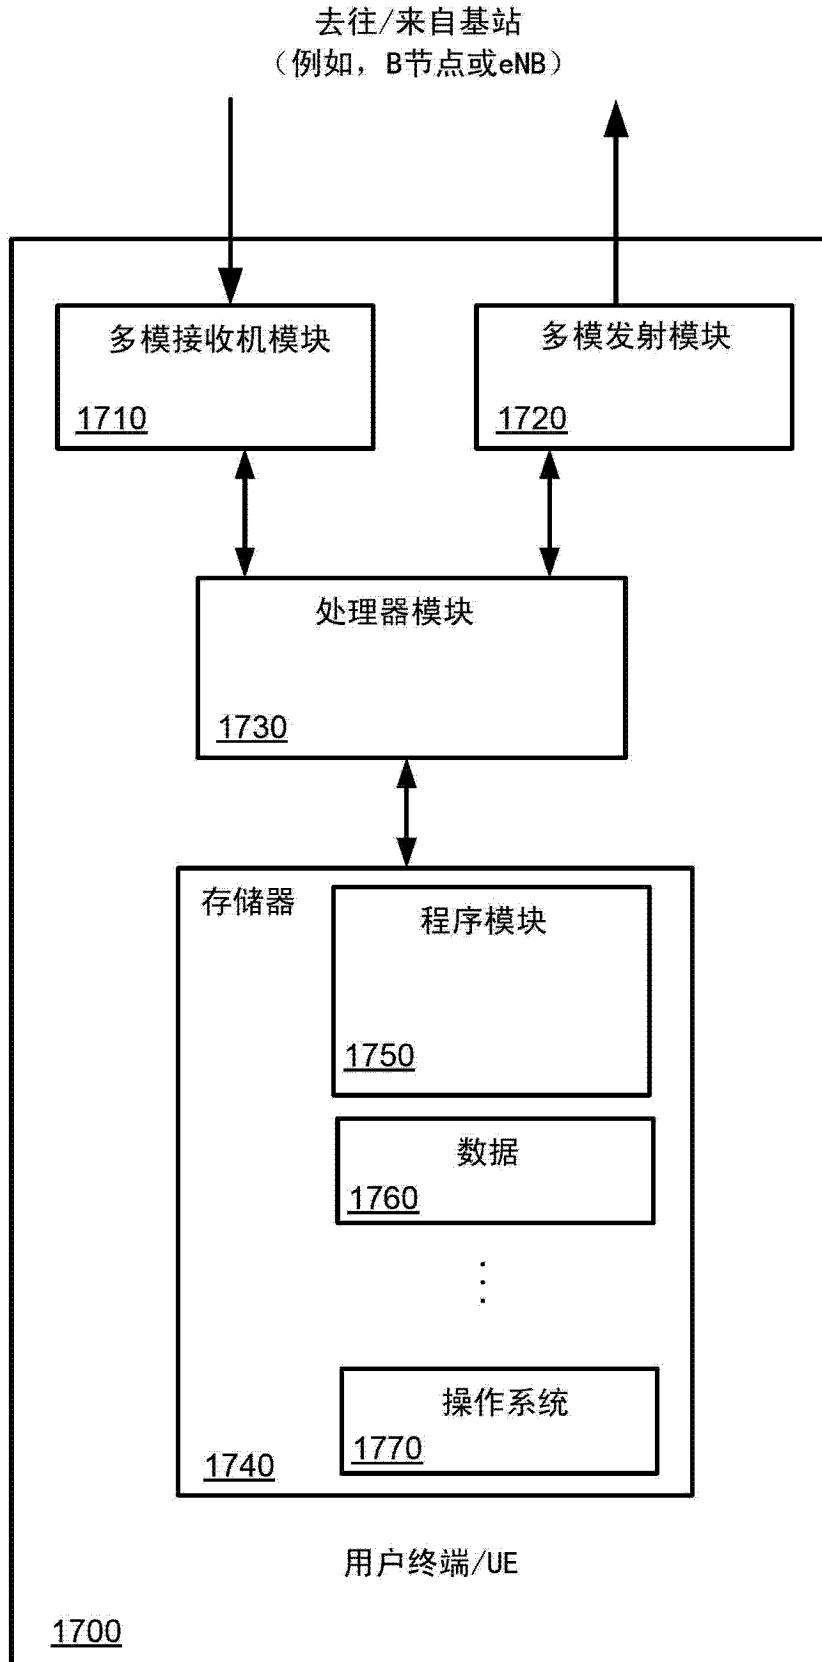 去往/来自基站
（例如，B节点或eNB）
多模接收机模块
1710
多模发射模块
1720
处理器模块
1730
存储器
程序模块
1750
数据
1760
操作系统
1770
1740
用户终端/UE
1700